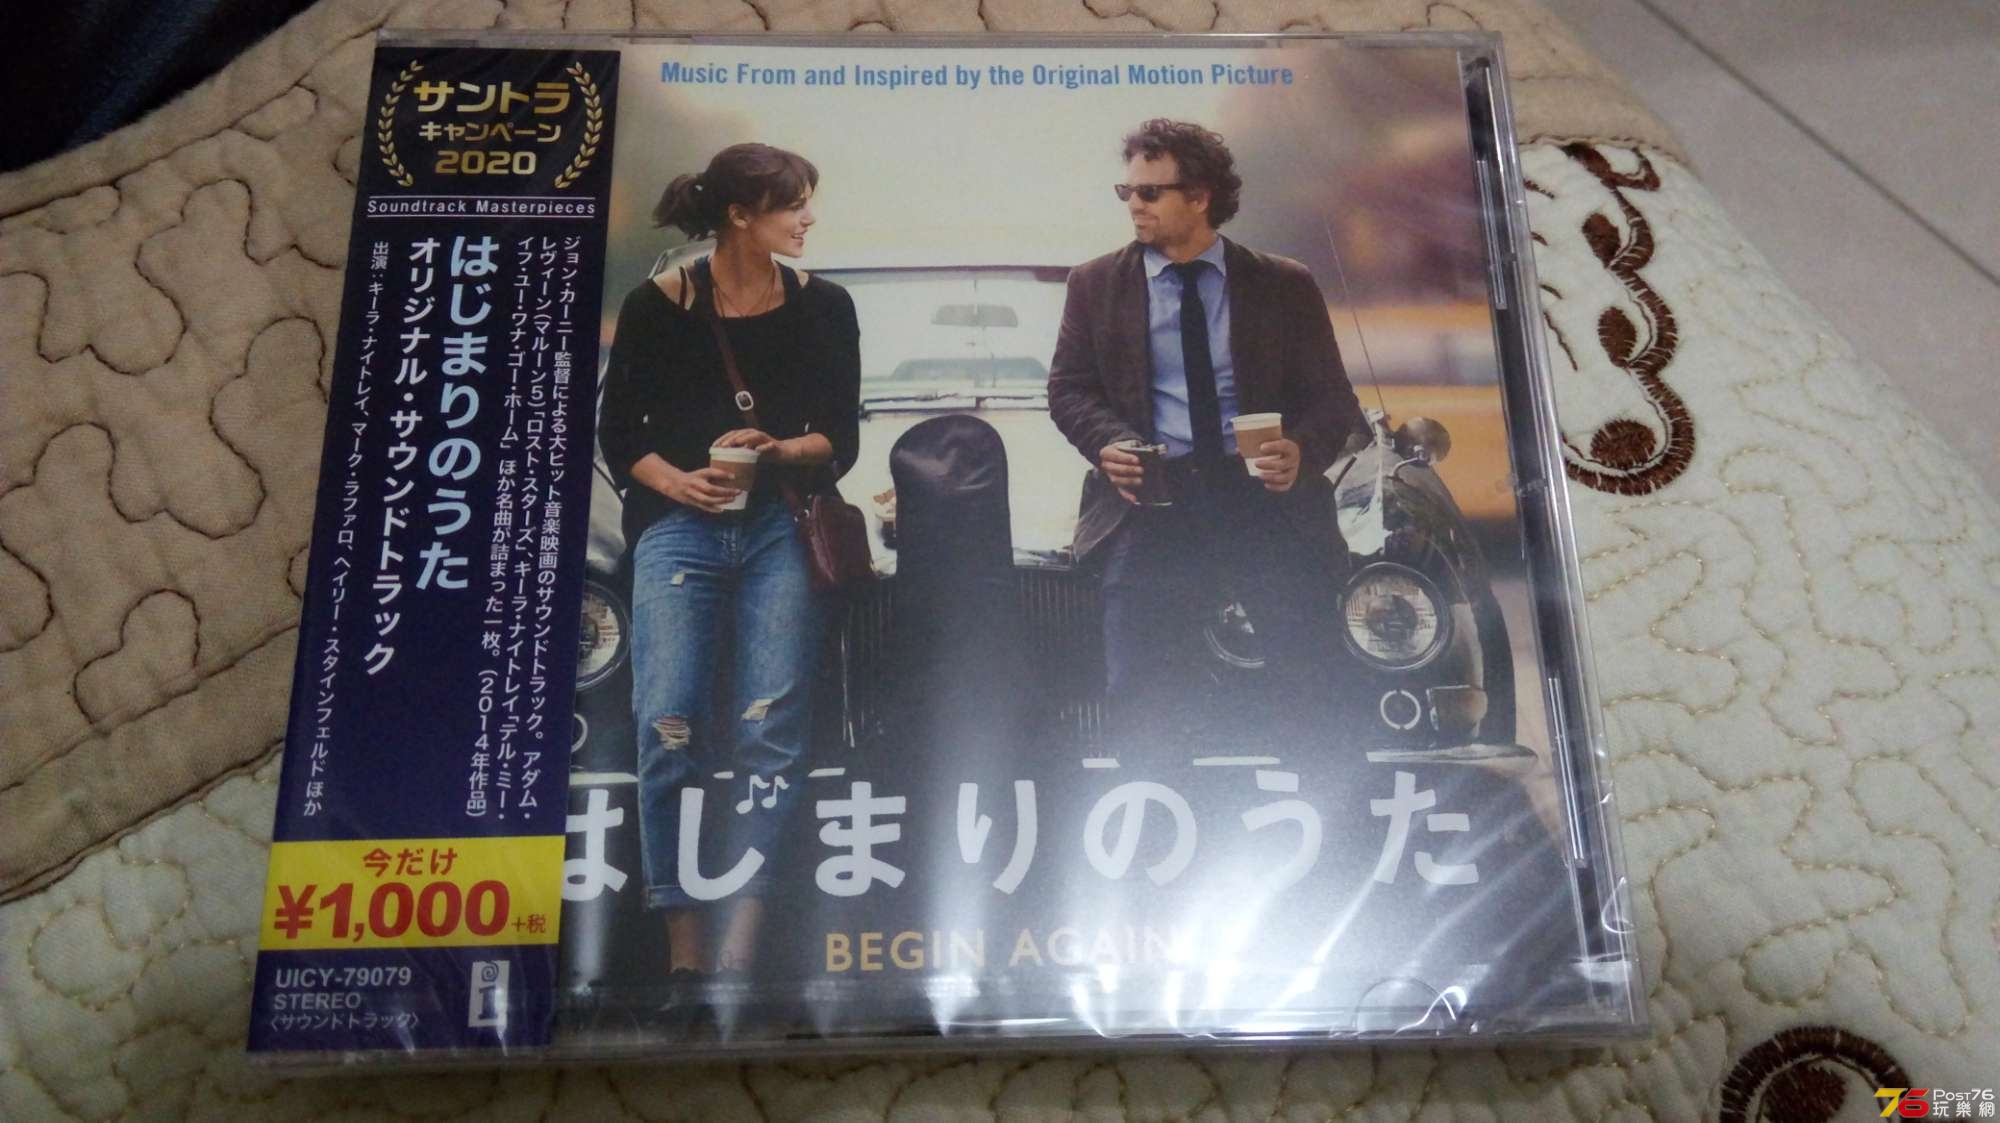 サントラ
キャンペーン
2020
Soundtrack Masterpieces
ジョン・カーニー監督による大ヒット音楽映画のサウンドトラック。アダム・
レヴィーン(マルーン5)「ロスト・スターズ」、キーラ・ナイトレイ「テル・ミー・
イフ・ユー・ワナ・ゴー・ホーム」ほか名曲が詰まった一枚。(2014年作品)
はじまりのうた
オリジナル・サウンドトラック
出演:キーラ・ナイトレイ、マーク・ラファロ、ヘイリー・スタインフェルド ほか
今だけ
¥1,000+税
UICY-79079
STEREO
〈サウンドトラック〉
Music From and Inspired by the Original Motion Picture
はじまりのうた
BEGIN AGAIN
76 Post76
玩樂網